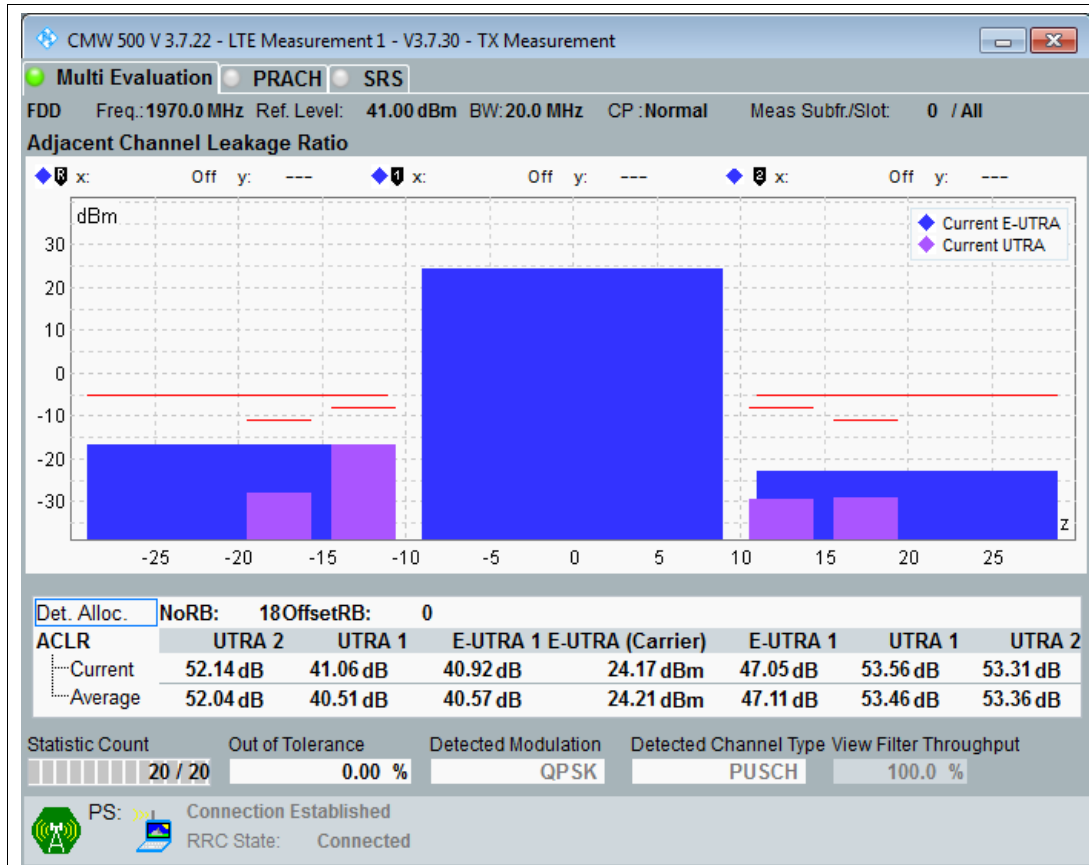 CMW 500 V 3.7.22 - LTE Measurement 1 - V3.7.30 - TX Measurement
Multi Evaluation PRACH SRS
FDD Freq.: 1970.0 MHz Ref. Level: 41.00 dBm BW: 20.0 MHz CP : Normal Meas Subfr./Slot: 0 / All
Adjacent Channel Leakage Ratio
R x: Off y: --- 1 x: Off y: --- 2 x: Off y: ---
dBm
Current E-UTRA
Current UTRA
30
20
10
0
-10
-20
-30
z
-25 -20 -15 -10 -5 0 5 10 15 20 25
Det. Alloc. NoRB: 18 OffsetRB: 0
ACLR UTRA 2 UTRA 1 E-UTRA 1 E-UTRA (Carrier) E-UTRA 1 UTRA 1 UTRA 2
Current 52.14 dB 41.06 dB 40.92 dB 24.17 dBm 47.05 dB 53.56 dB 53.31 dB
Average 52.04 dB 40.51 dB 40.57 dB 24.21 dBm 47.11 dB 53.46 dB 53.36 dB
Statistic Count Out of Tolerance Detected Modulation Detected Channel Type View Filter Throughput
20 / 20 0.00 % QPSK PUSCH 100.0 %
PS: Connection Established
RRC State: Connected